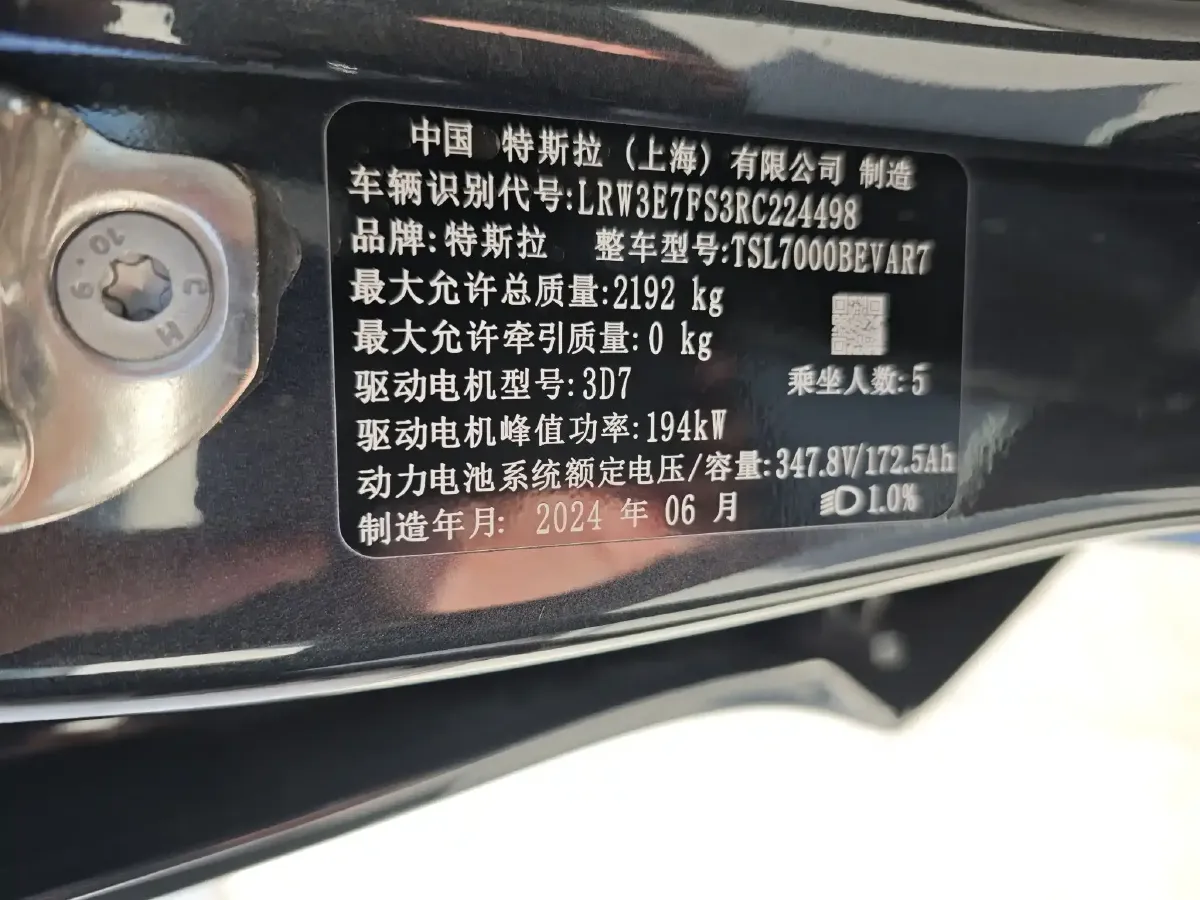 中国 特斯拉（上海）有限公司 制造
车辆识别代号:LRW3E7FS3RC224498
品牌:特斯拉 整车型号:TSL7000BEVAR7
最大允许总质量:2192 kg
最大允许牵引质量:0 kg
驱动电机型号:3D7 乘坐人数:5
驱动电机峰值功率:194kW
动力电池系统额定电压/容量:347.8V/172.5Ah
制造年月: 2024 年 06 月 1.0%
10.9